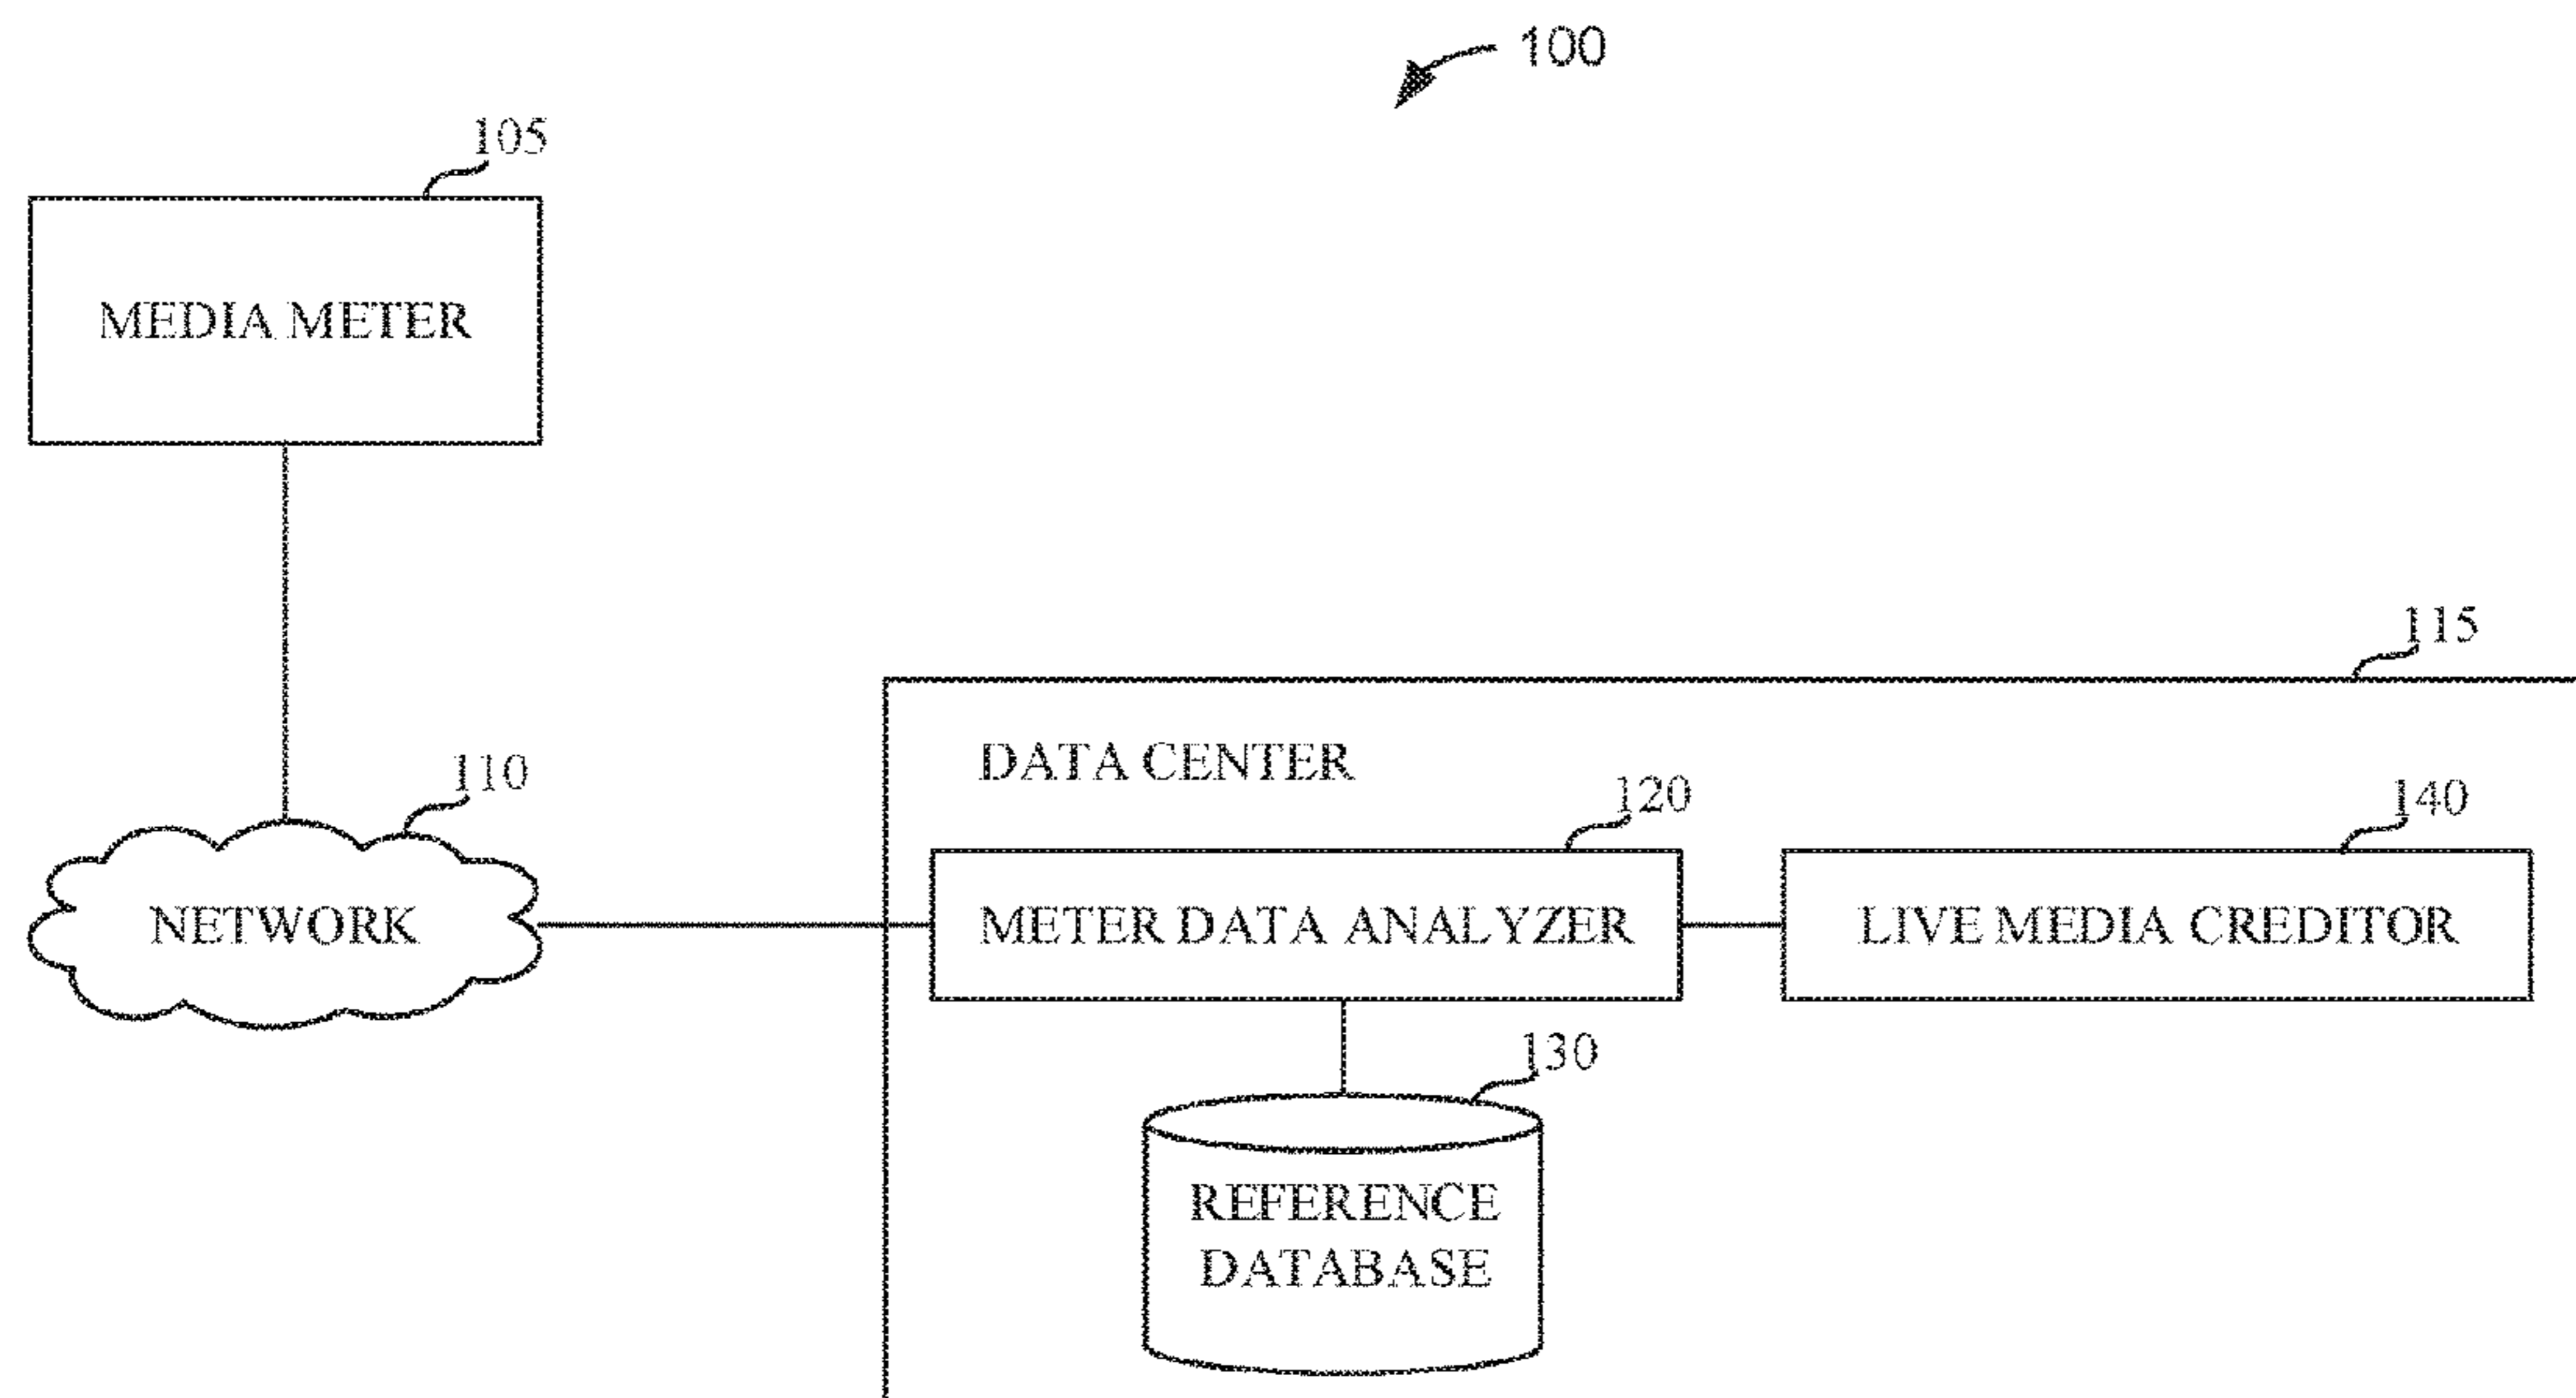 100
105
MEDIA METER
115
DATA CENTER
110
120
140
NETWORK
METER DATA ANALYZER
LIVE MEDIA CREDITOR
130
REFERENCE
DATABASE